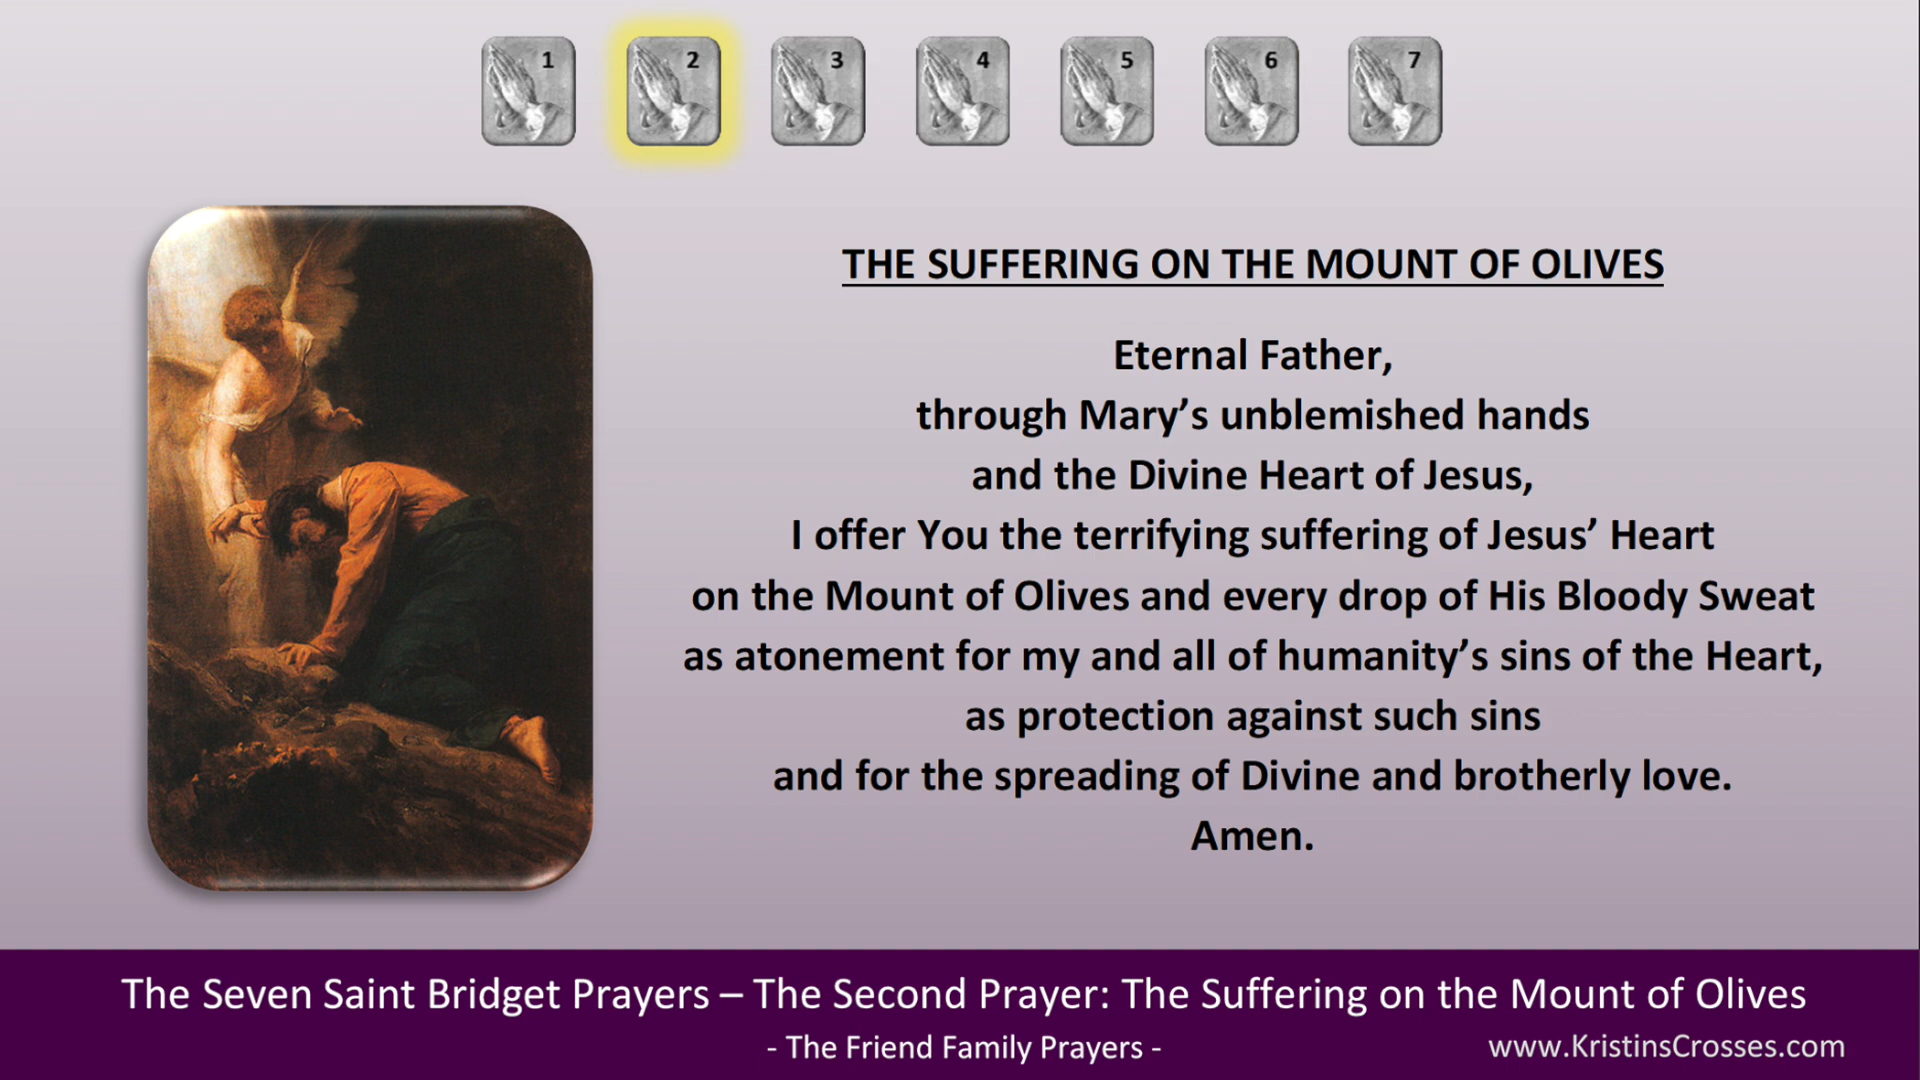 1 2 3 4 5 6 7
THE SUFFERING ON THE MOUNT OF OLIVES
Eternal Father,
through Mary’s unblemished hands
and the Divine Heart of Jesus,
I offer You the terrifying suffering of Jesus’ Heart
on the Mount of Olives and every drop of His Bloody Sweat
as atonement for my and all of humanity’s sins of the Heart,
as protection against such sins
and for the spreading of Divine and brotherly love.
Amen.
The Seven Saint Bridget Prayers – The Second Prayer: The Suffering on the Mount of Olives
- The Friend Family Prayers -
www.KristinsCrosses.com